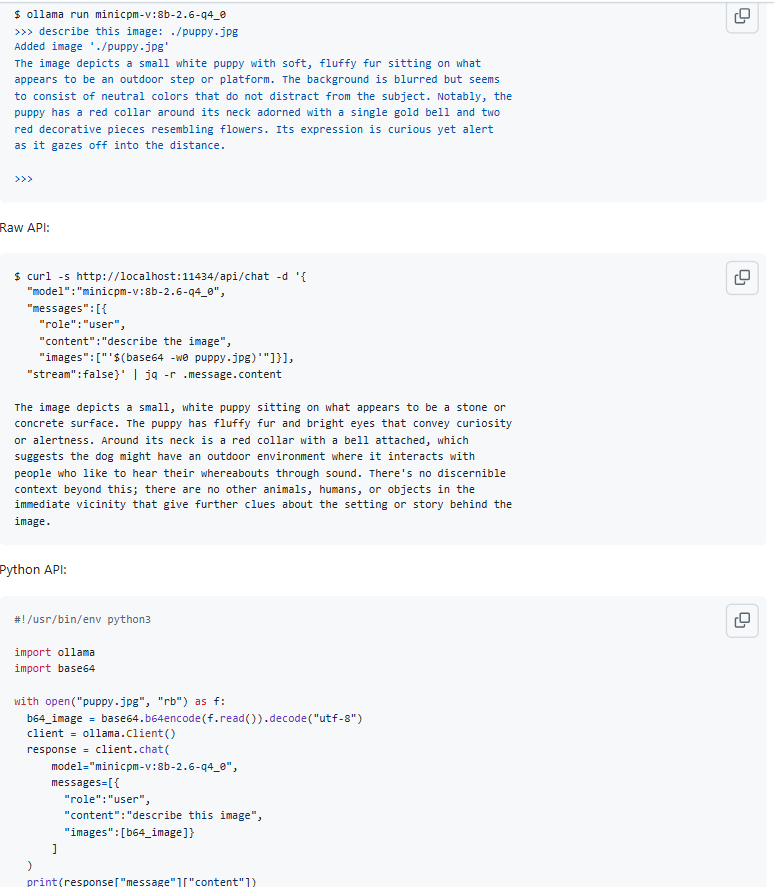 $ ollama run minicpm-v:8b-2.6-q4_0
>>> describe this image: ./puppy.jpg
Added image './puppy.jpg'
The image depicts a small white puppy with soft, fluffy fur sitting on what
appears to be an outdoor step or platform. The background is blurred but seems
to consist of neutral colors that do not distract from the subject. Notably, the
puppy has a red collar around its neck adorned with a single gold bell and two
red decorative pieces resembling flowers. Its expression is curious yet alert
as it gazes off into the distance.
>>>
Raw API:
$ curl -s http://localhost:11434/api/chat -d '{
  "model":"minicpm-v:8b-2.6-q4_0",
  "messages":[{
    "role":"user",
    "content":"describe the image",
    "images":["'$(base64 -w0 puppy.jpg)'"]}],
  "stream":false}' | jq -r .message.content
The image depicts a small, white puppy sitting on what appears to be a stone or
concrete surface. The puppy has fluffy fur and bright eyes that convey curiosity
or alertness. Around its neck is a red collar with a bell attached, which
suggests the dog might have an outdoor environment where it interacts with
people who like to hear their whereabouts through sound. There's no discernible
context beyond this; there are no other animals, humans, or objects in the
immediate vicinity that give further clues about the setting or story behind the
image.
Python API:
#!/usr/bin/env python3
import ollama
import base64
with open("puppy.jpg", "rb") as f:
  b64_image = base64.b64encode(f.read()).decode("utf-8")
  client = ollama.Client()
  response = client.chat(
      model="minicpm-v:8b-2.6-q4_0",
      messages=[{
        "role":"user",
        "content":"describe this image",
        "images":[b64_image]}
      ]
  )
  print(response["message"]["content"])